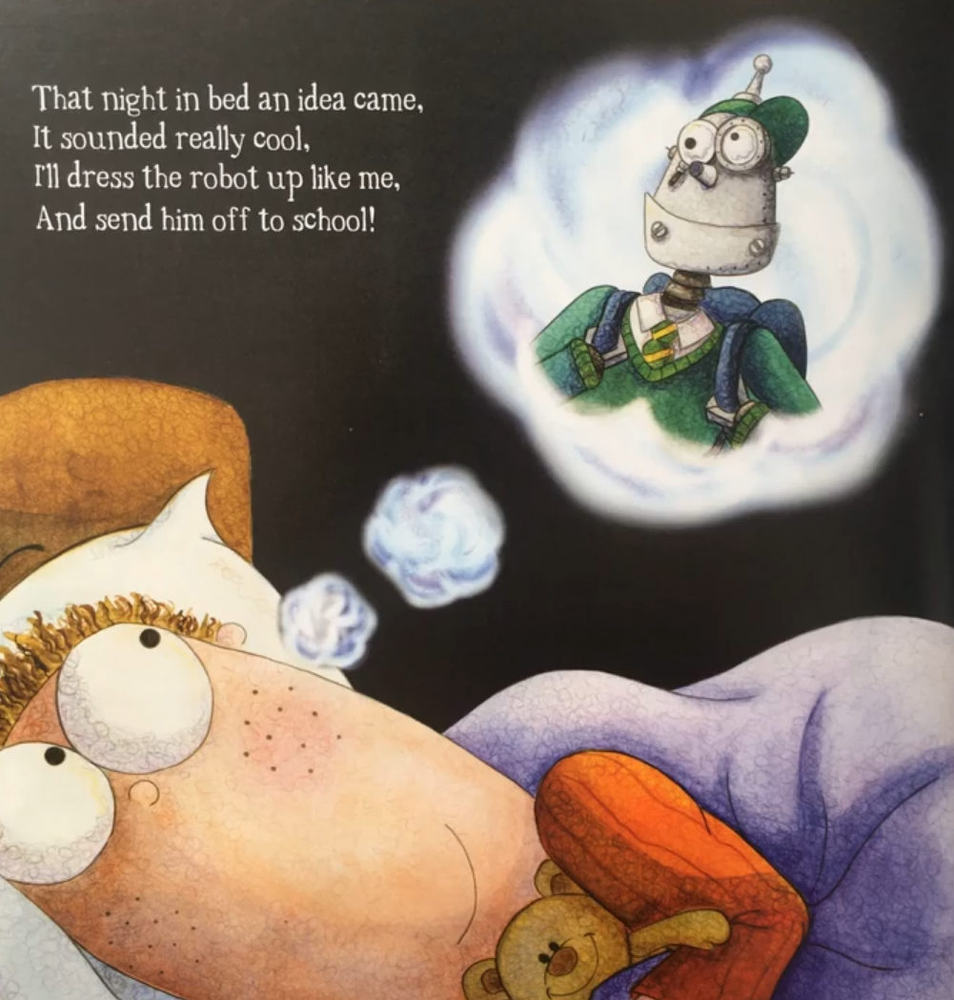 That night in bed an idea came,
It sounded really cool,
I'll dress the robot up like me,
And send him off to school!